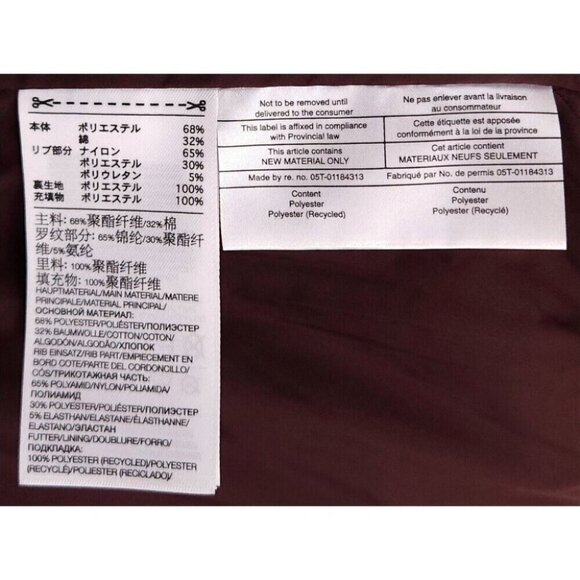 本体 ポリエステル 68%
綿 32%
リブ部分 ナイロン 65%
ポリエステル 30%
ポリウレタン 5%
裏生地 ポリエステル 100%
充填物 ポリエステル 100%
主料: 68%聚酯纤维/32%棉
罗纹部分: 65%锦纶/30%聚酯纤
维/5%氨纶
里料: 100%聚酯纤维
填充物: 100%聚酯纤维
HAUPTMATERIAL/MAIN MATERIAL/MATIERE
PRINCIPALE/MATERIAL PRINCIPAL/
ОСНОВНОЙ МАТЕРИАЛ:
68% POLYESTER/POLIÉSTER/ПОЛИЭСТЕР
32% BAUMWOLLE/COTTON/COTON/
ALGODÓN/ALGODÃO/ХЛОПОК
RIB EINSATZ/RIB PART/EMPIECEMENT EN
BORD COTE/PARTE DEL CORDONCILLO/
CÓS/ТРИКОТАЖНАЯ ЧАСТЬ:
65% POLYAMID/NYLON/POLIAMIDA/
ПОЛИАМИД
30% POLYESTER/POLIÉSTER/ПОЛИЭСТЕР
5% ELASTHAN/ELASTANE/ÉLASTHANNE/
ELASTANO/ЭЛАСТАН
FUTTER/LINING/DOUBLURE/FORRO/
ПОДКЛАДКА:
100% POLYESTER (RECYCLED)/POLYESTER
(RECYCLÉ)/POLIESTER (RECICLADO)/
Not to be removed until
delivered to the consumer
This label is affixed in compliance
with Provincial law
This article contains
NEW MATERIAL ONLY
Made by re. no. 05T-01184313
Content
Polyester
Polyester (Recycled)
Ne pas enlever avant la livraison
au consommateur
Cette étiquette est apposée
conformément à la loi de la province
Cet article contient
MATERIAUX NEUFS SEULEMENT
Fabriqué par No. de permis 05T-01184313
Contenu
Polyester
Polyester (Recyclé)